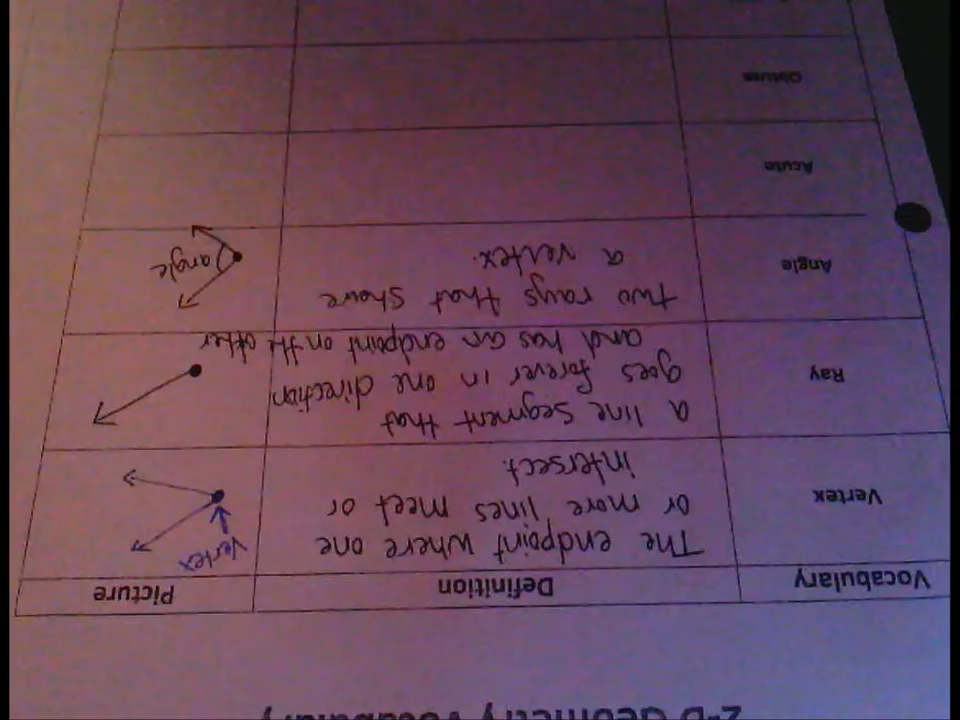 2-D Geometry Vocabulary
Vocabulary Definition Picture
Vertex
The endpoint where one
or more lines meet or
intersect.
Vertex
Ray
a line segment that
goes forever in one direction
and has an endpoint on the other
Angle
two rays that share
a vertex.
angle
Acute
Obtuse